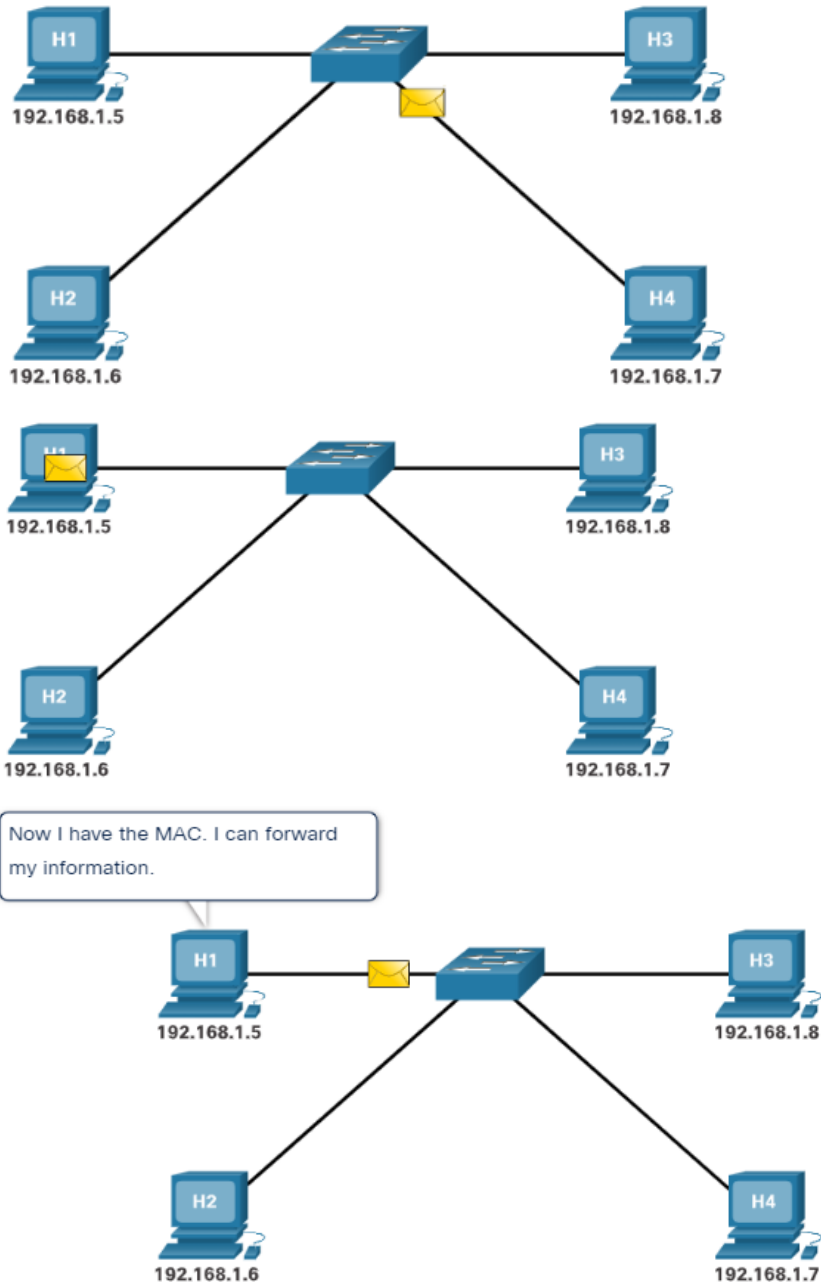 H1
H3
192.168.1.5
192.168.1.8
H2
H4
192.168.1.6
192.168.1.7
H3
192.168.1.5
192.168.1.8
H2
H4
192.168.1.6
192.168.1.7
Now I have the MAC. I can forward
my information.
H1
H3
192.168.1.5
192.168.1.8
H2
H4
192.168.1.6
192.168.1.7